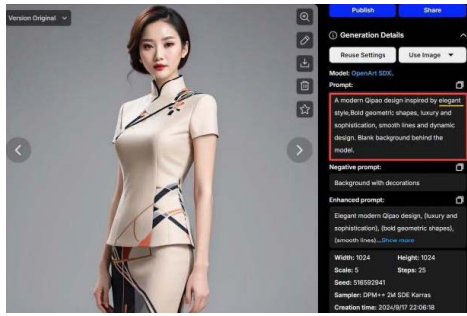 Version Original
Publish
Share
Generation Details
Reuse Settings
Use Image
Model: OpenArt SDX.
Prompt:
A modern Qipao design inspired by elegant
style,Bold geometric shapes, luxury and
sophistication, smooth lines and dynamic
design. Blank background behind the
model.
Negative prompt:
Background with decorations
Enhanced prompt:
Elegant modern Qipao design, (luxury and
sophistication), (bold geometric shapes),
(smooth lines)...Show more
Width: 1024 Height: 1024
Scale: 5 Steps: 25
Seed: 516592941
Sampler: DPM++ 2M SDE Karras
Creation time: 2024/9/17 22:06:18